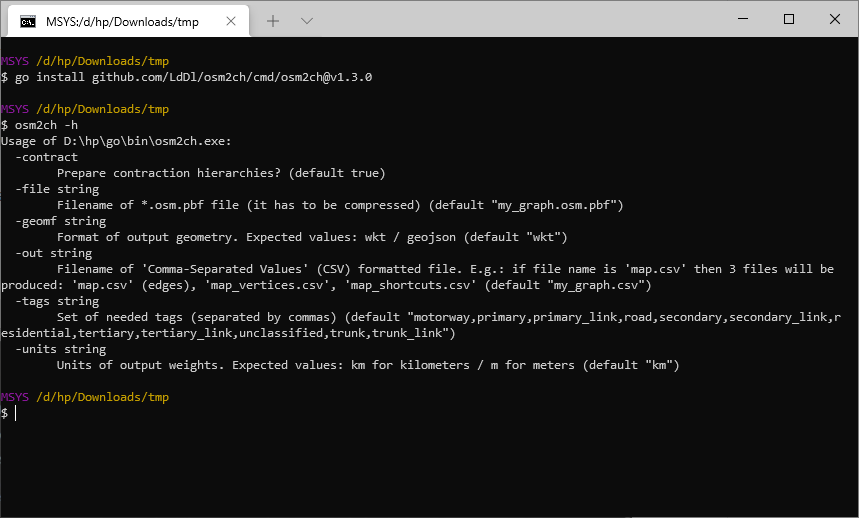 MSYS:/d/hp/Downloads/tmp
MSYS /d/hp/Downloads/tmp
$ go install github.com/LdDl/osm2ch/cmd/osm2ch@v1.3.0
MSYS /d/hp/Downloads/tmp
$ osm2ch -h
Usage of D:\hp\go\bin\osm2ch.exe:
  -contract
        Prepare contraction hierarchies? (default true)
  -file string
        Filename of *.osm.pbf file (it has to be compressed) (default "my_graph.osm.pbf")
  -geomf string
        Format of output geometry. Expected values: wkt / geojson (default "wkt")
  -out string
        Filename of 'Comma-Separated Values' (CSV) formatted file. E.g.: if file name is 'map.csv' then 3 files will be
produced: 'map.csv' (edges), 'map_vertices.csv', 'map_shortcuts.csv' (default "my_graph.csv")
  -tags string
        Set of needed tags (separated by commas) (default "motorway,primary,primary_link,road,secondary,secondary_link,r
esidential,tertiary,tertiary_link,unclassified,trunk,trunk_link")
  -units string
        Units of output weights. Expected values: km for kilometers / m for meters (default "km")
MSYS /d/hp/Downloads/tmp
$